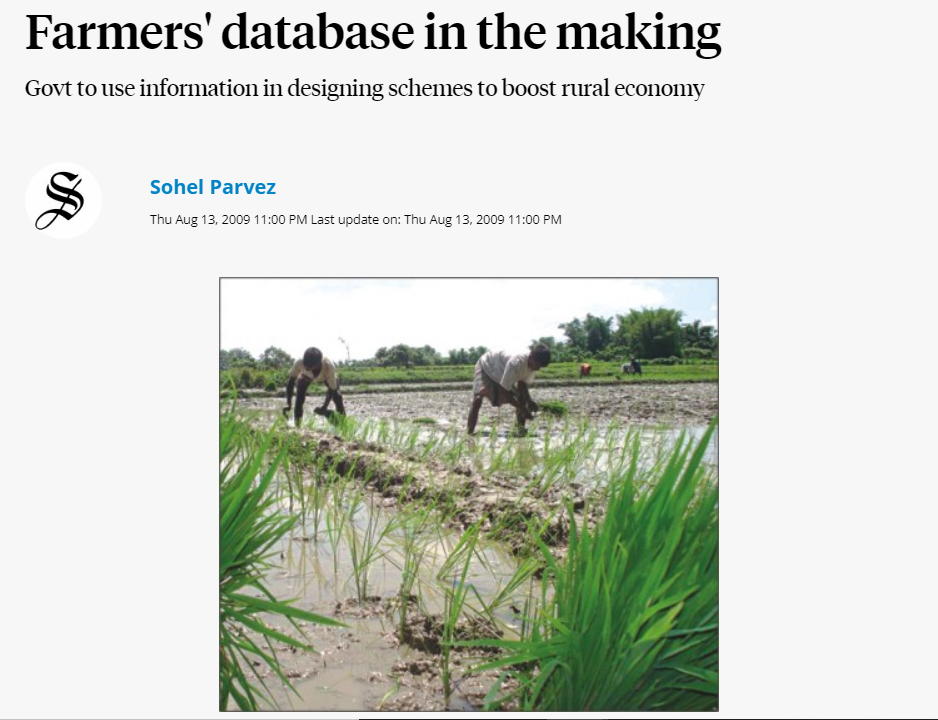 Farmers' database in the making
Govt to use information in designing schemes to boost rural economy
S
Sohel Parvez
Thu Aug 13, 2009 11:00 PM Last update on: Thu Aug 13, 2009 11:00 PM